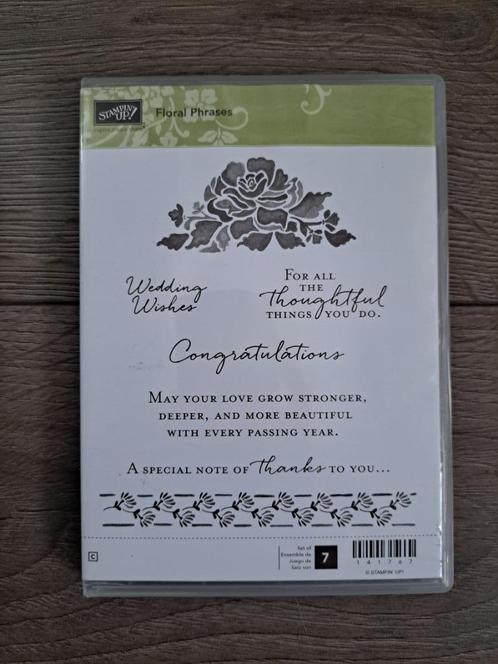 STAMPIN' UP!
Floral Phrases
Wedding
Wishes
FOR ALL
THE
thoughtful
THINGS YOU DO.
Congratulations
MAY YOUR LOVE GROW STRONGER,
DEEPER, AND MORE BEAUTIFUL
WITH EVERY PASSING YEAR.
A SPECIAL NOTE OF thanks TO YOU...
C
Set of
Ensemble de
Juego de
Satz von
7
141767
© STAMPIN' UP!